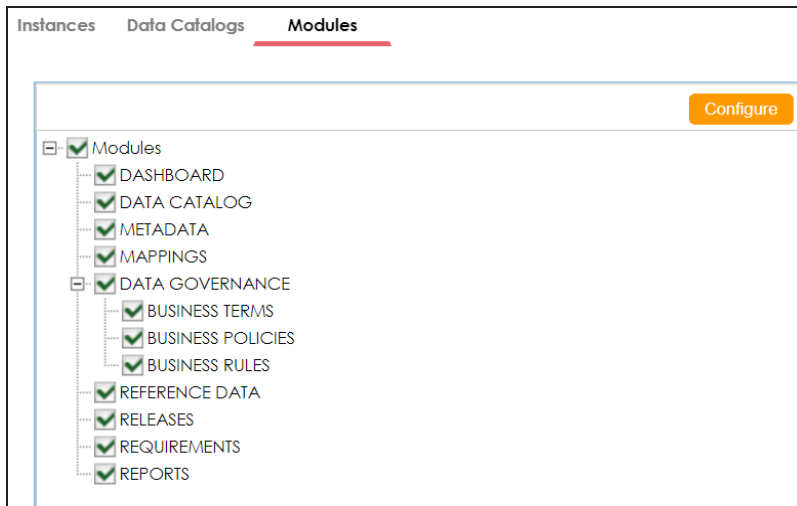 Instances Data Catalogs Modules
Configure
Modules
DASHBOARD
DATA CATALOG
METADATA
MAPPINGS
DATA GOVERNANCE
BUSINESS TERMS
BUSINESS POLICIES
BUSINESS RULES
REFERENCE DATA
RELEASES
REQUIREMENTS
REPORTS